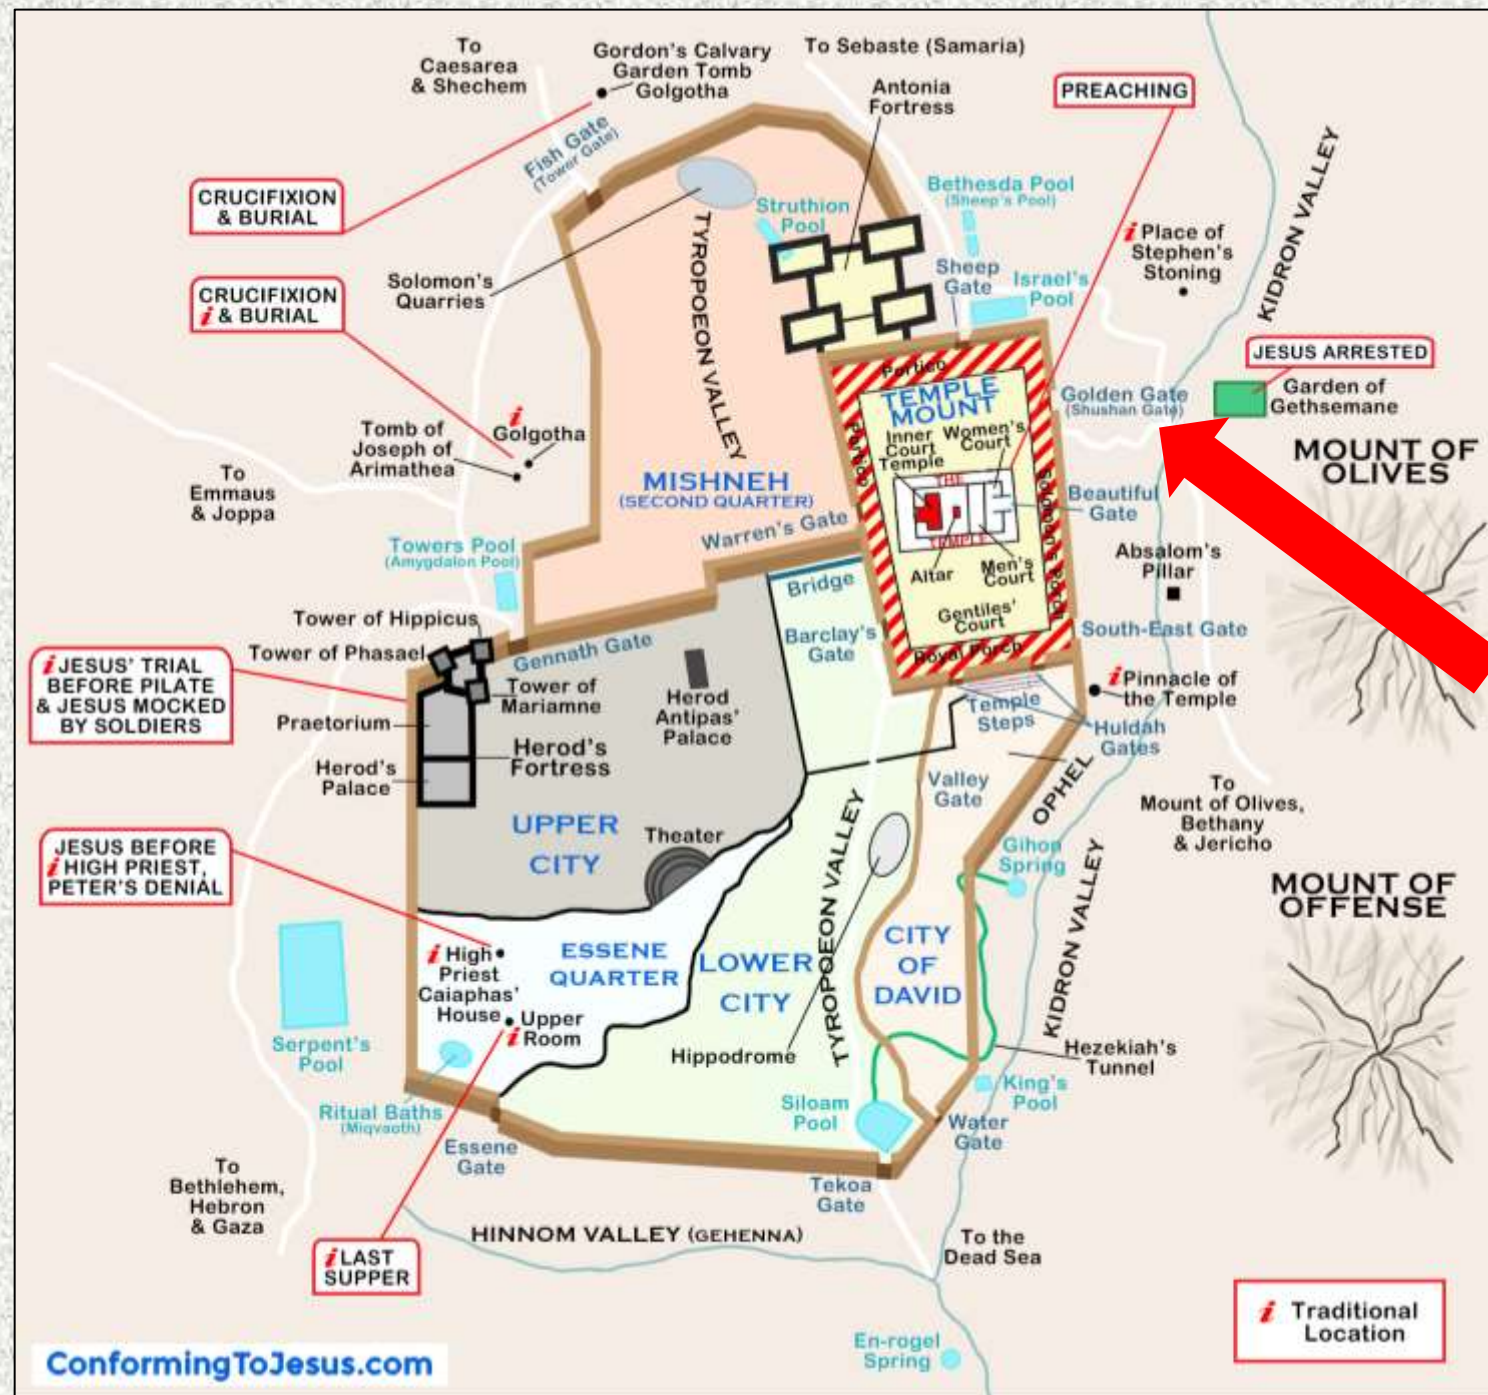 To
Caesarea
& Shechem
Gordon's Calvary
Garden Tomb
Golgotha
To Sebaste (Samaria)
Antonia
Fortress
PREACHING
Fish Gate
(Tower Gate)
CRUCIFIXION
& BURIAL
Struthion
Pool
Bethesda Pool
(Sheep's Pool)
KIDRON VALLEY
i Place of
Stephen's
Stoning
TYROPOEON VALLEY
Solomon's
Quarries
Sheep
Gate
Israel's
Pool
CRUCIFIXION
i & BURIAL
JESUS ARRESTED
Garden of
Gethsemane
Portico
TEMPLE
MOUNT
Golden Gate
(Shushan Gate)
Inner
Court
Women's
Court
Temple
Portico
i
Golgotha
Tomb of
Joseph of
Arimathea
MOUNT OF
OLIVES
To
Emmaus
& Joppa
MISHNEH
(SECOND QUARTER)
THE
TEMPLE
Solomon's Porch
Beautiful
Gate
Warren's Gate
Towers Pool
(Amygdalon Pool)
Absalom's
Pillar
Altar
Men's
Court
Bridge
Gentiles'
Court
Tower of Hippicus
Barclay's
Gate
South-East Gate
Gennath Gate
Royal Porch
Tower of Phasael
i JESUS' TRIAL
BEFORE PILATE
& JESUS MOCKED
BY SOLDIERS
Tower of
Mariamne
Herod
Antipas'
Palace
Temple
Steps
i Pinnacle of
the Temple
Praetorium
Huldah
Gates
Herod's
Fortress
Herod's
Palace
Valley
Gate
OPHEL
To
Mount of Olives,
Bethany
& Jericho
UPPER
CITY
Theater
TYROPOEON VALLEY
Gihon
Spring
JESUS BEFORE
i HIGH PRIEST,
PETER'S DENIAL
MOUNT OF
OFFENSE
KIDRON VALLEY
i High
Priest
Caiaphas'
House
ESSENE
QUARTER
LOWER
CITY
CITY
OF
DAVID
Upper
i Room
Serpent's
Pool
Hippodrome
Hezekiah's
Tunnel
Ritual Baths
(Miqvaoth)
Siloam
Pool
King's
Pool
Water
Gate
Essene
Gate
To
Bethlehem,
Hebron
& Gaza
Tekoa
Gate
HINNOM VALLEY (GEHENNA)
To the
Dead Sea
i LAST
SUPPER
i Traditional
Location
En-rogel
Spring
ConformingToJesus.com